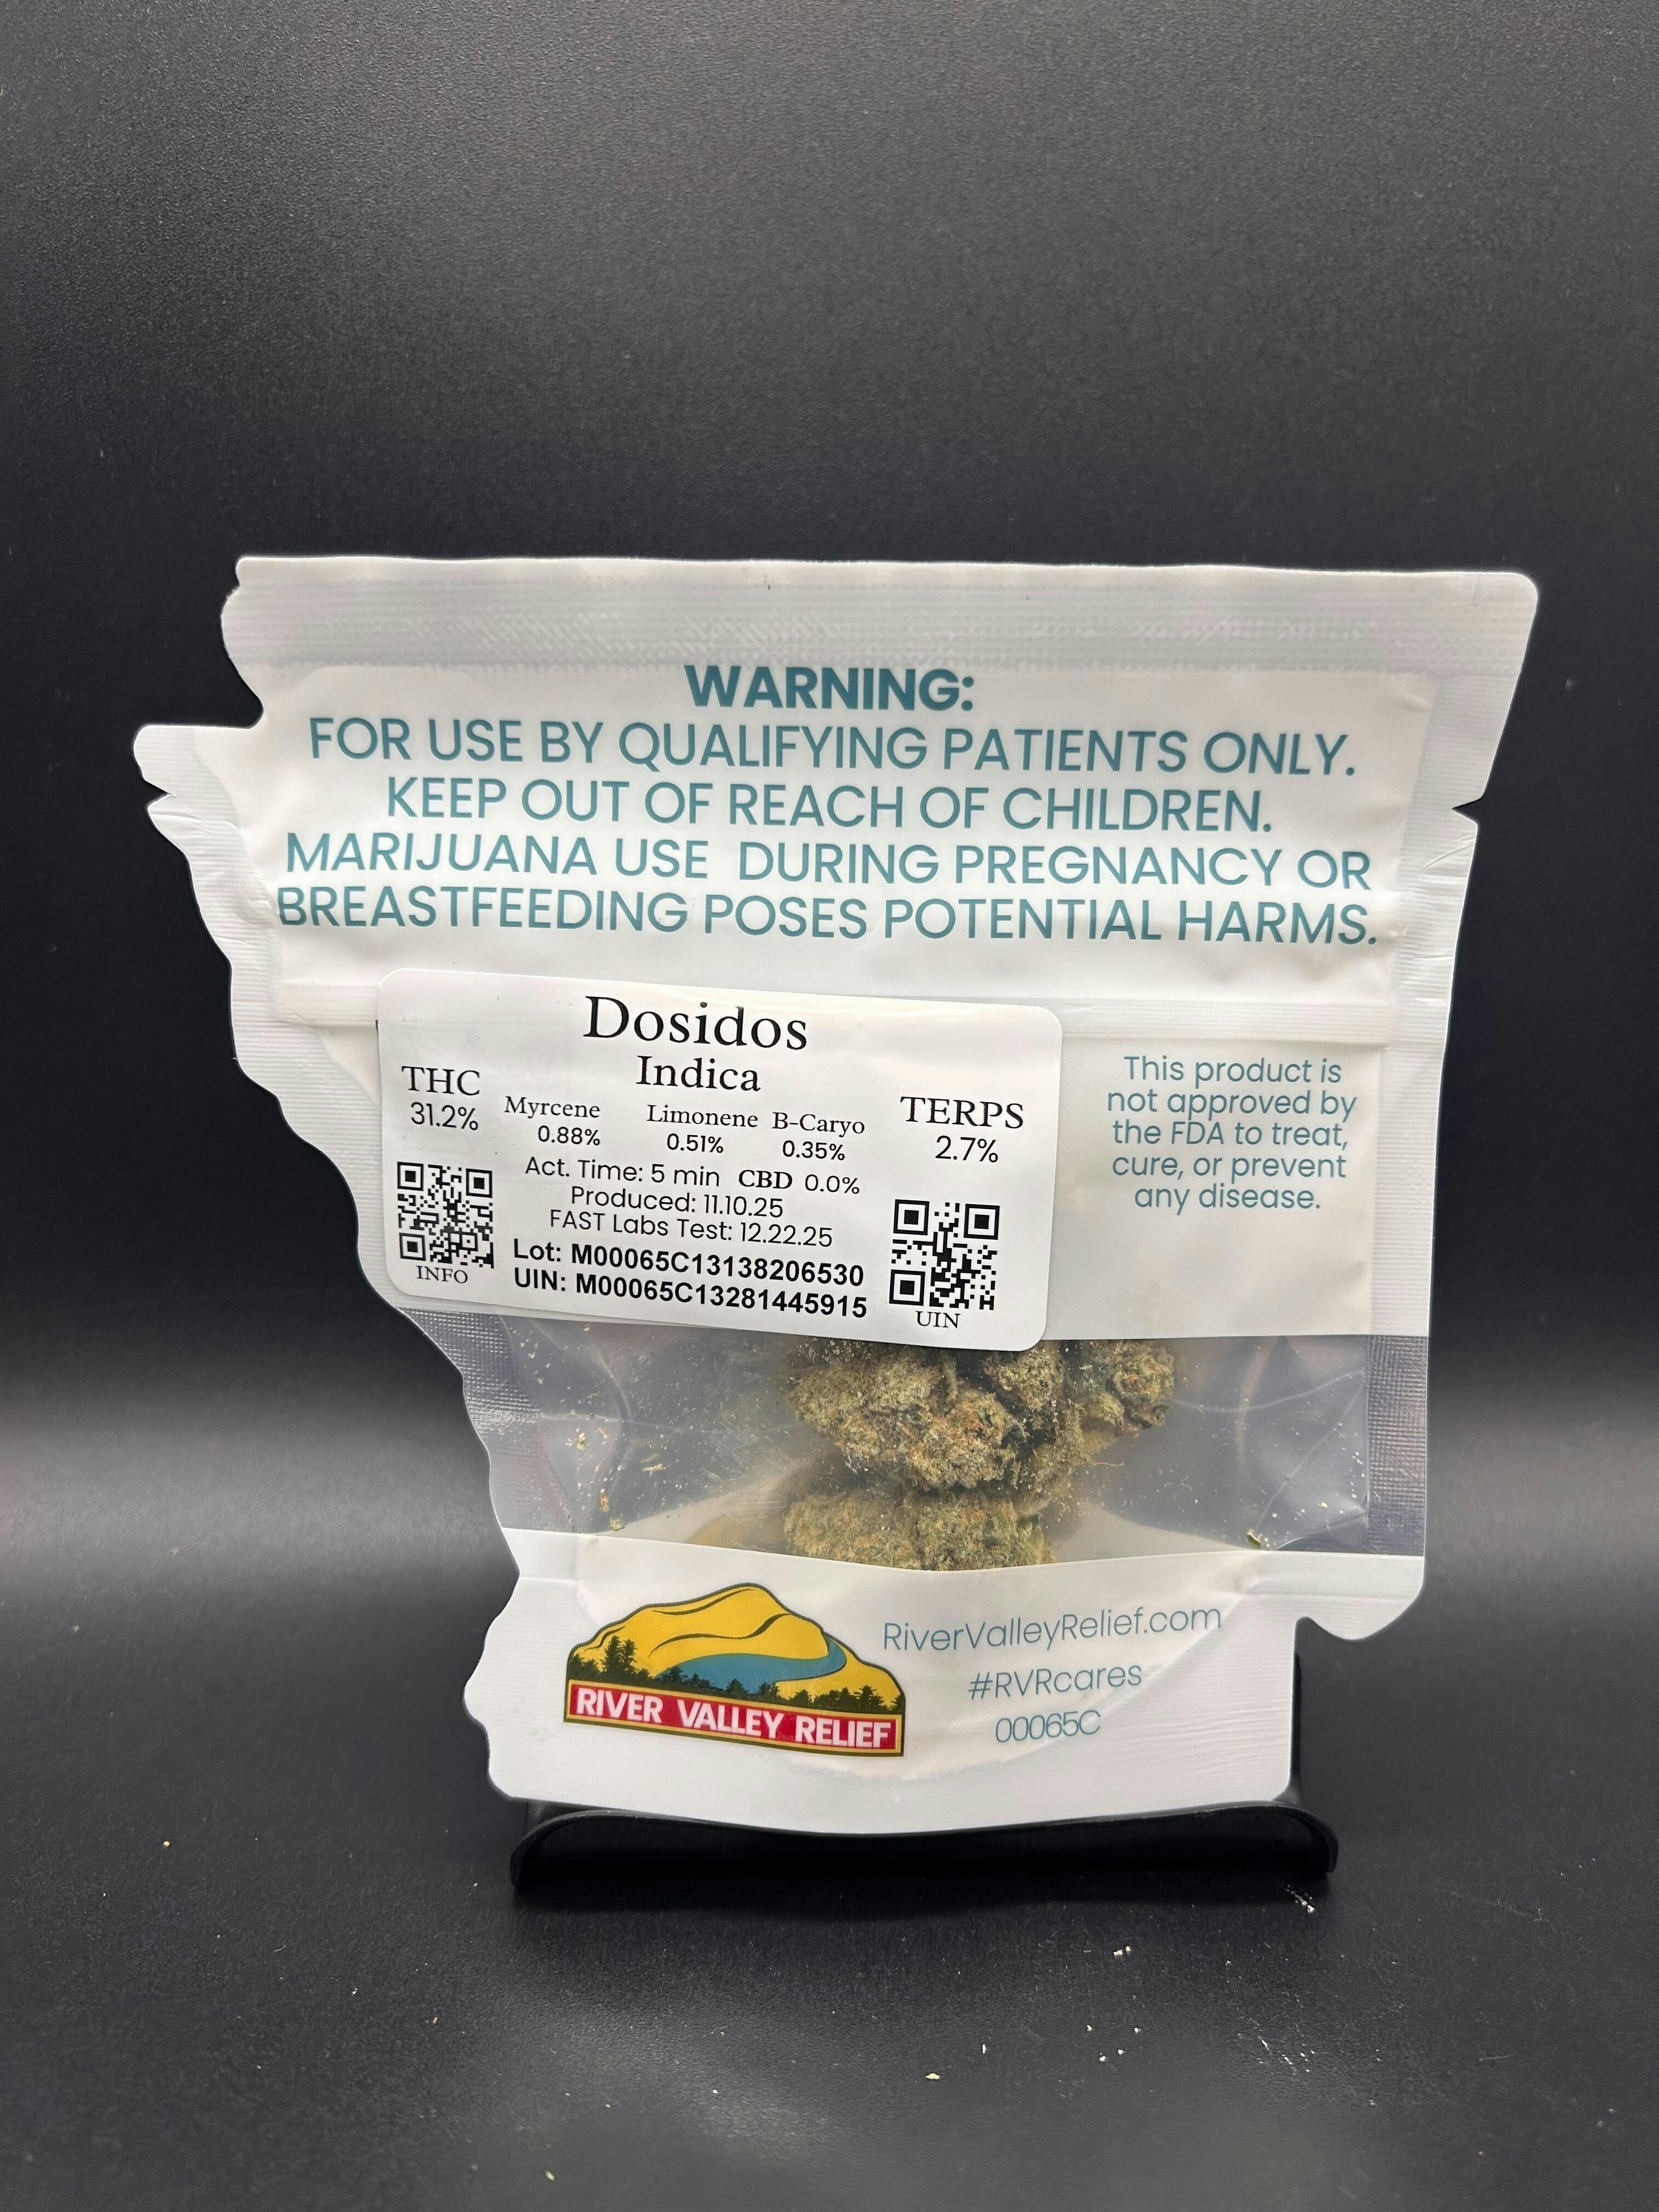 WARNING:
FOR USE BY QUALIFYING PATIENTS ONLY.
KEEP OUT OF REACH OF CHILDREN.
MARIJUANA USE DURING PREGNANCY OR
BREASTFEEDING POSES POTENTIAL HARMS.
Dosidos
Indica
THC
31.2%
Myrcene Limonene B-Caryo
0.88% 0.51% 0.35%
TERPS
2.7%
Act. Time: 5 min CBD 0.0%
Produced: 11.10.25
FAST Labs Test: 12.22.25
Lot: M00065C13138206530
UIN: M00065C13281445915
INFO
UIN
This product is
not approved by
the FDA to treat,
cure, or prevent
any disease.
RIVER VALLEY RELIEF
RiverValleyRelief.com
#RVRcares
00065C